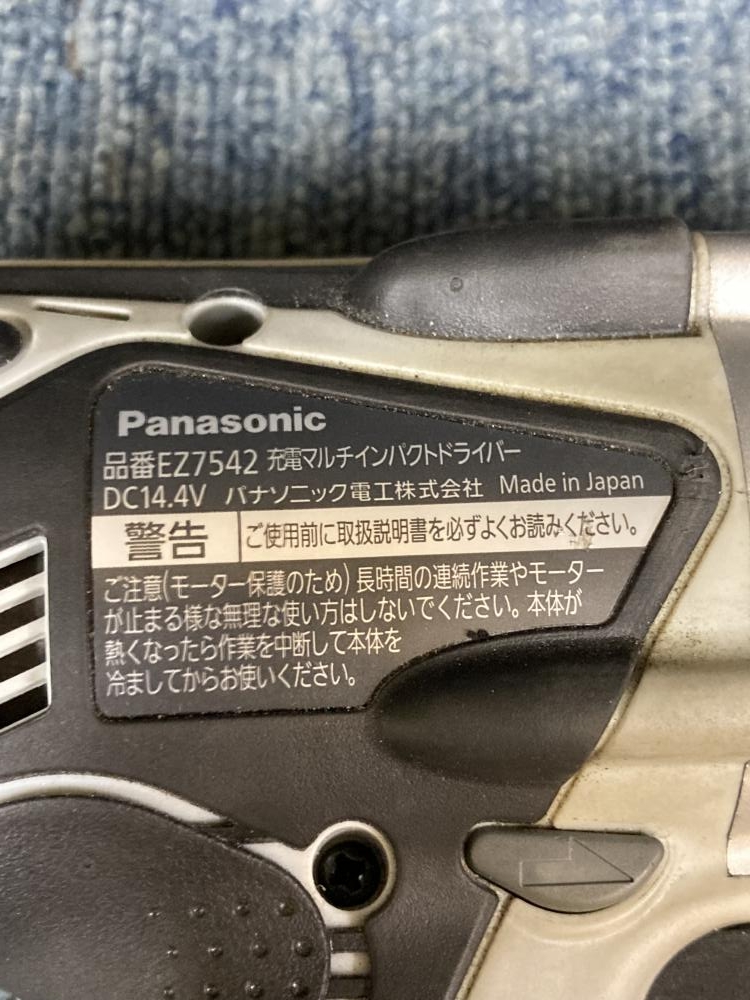 Panasonic
品番EZ7542 充電マルチインパクトドライバー
DC14.4V パナソニック電工株式会社 Made in Japan
警告 ご使用前に取扱説明書を必ずよくお読みください。
ご注意(モーター保護のため)長時間の連続作業やモーター
が止まる様な無理な使い方はしないでください。本体が
熱くなったら作業を中断して本体を
冷ましてからお使いください。